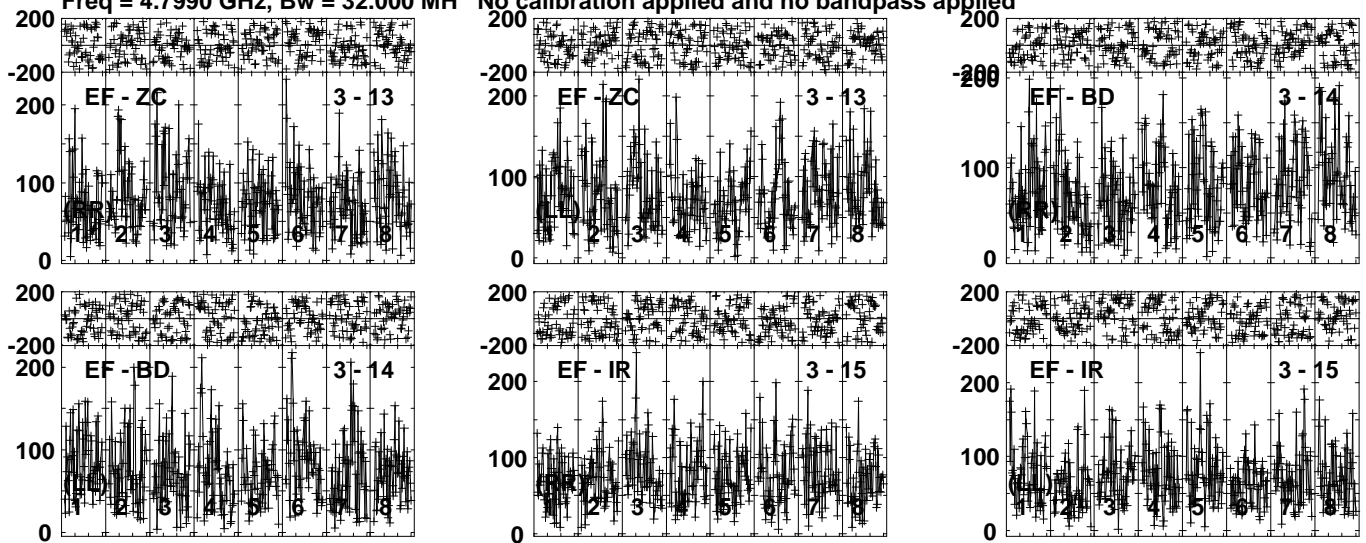 Freq = 4.7990 GHz, Bw = 32.000 MH No calibration applied and no bandpass applied
200 200 200
-200 -200 -200
EF - ZC 3 - 13 EF - ZC 3 - 13 EF - BD 3 - 14
200 200 200
100 100 100
(RR) (LL) (RR)
1 2 3 4 5 6 7 8 1 2 3 4 5 6 7 8 1 2 3 4 5 6 7 8
0 0 0
200 200 200
-200 -200 -200
EF - BD 3 - 14 EF - IR 3 - 15 EF - IR 3 - 15
200 200 200
100 100 100
(LL) (RR) (LL)
1 2 3 4 5 6 7 8 1 2 3 4 5 6 7 8 1 2 3 4 5 6 7 8
0 0 0